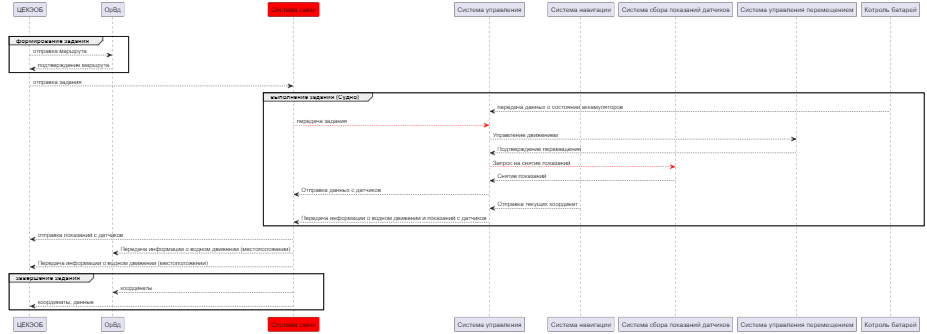 ЦЕКЗОБ ОрВд Система связи Система управления Система навигации Система сбора показаний датчиков Система управления перемещением Котроль батарей
формирование задания
отправка маршрута
подтверждение маршрута
отправка задания
выполнение задания (Судно)
передача данных о состоянии аккамуляторов
передача задания
Управление движением
Подтверждение перемещения
Запрос на снятие показаний
Снятие показаний
Отправка данных с датчиков
Отправка текущих координат
Передача информации о водном движении и показаний с датчиков
отправка показаний с датчиков
Передача информации о водном движении (местоположении)
Передача информации о водном движении (местоположении)
завершение задания
координаты
координаты, данные
ЦЕКЗОБ ОрВд Система связи Система управления Система навигации Система сбора показаний датчиков Система управления перемещением Котроль батарей